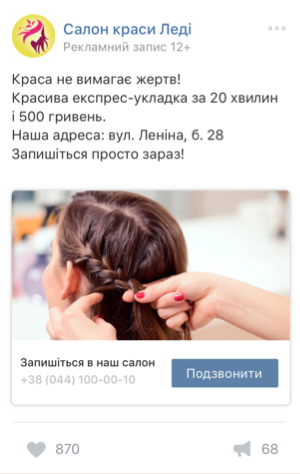 Салон краси Леді
Рекламний запис 12+
Краса не вимагає жертв!
Красива експрес-укладка за 20 хвилин
і 500 гривень.
Наша адреса: вул. Леніна, б. 28
Запишіться просто зараз!
Запишіться в наш салон
+38 (044) 100-00-10
Подзвонити
870
68